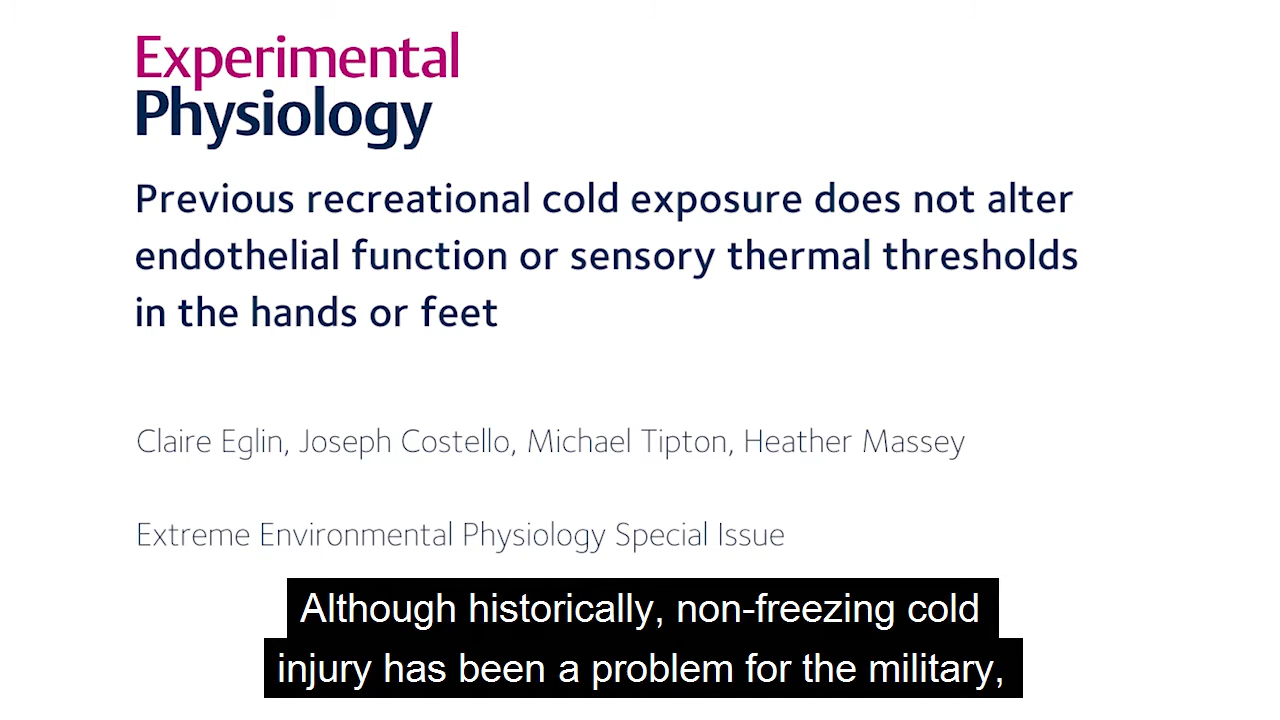 Experimental
Physiology
Previous recreational cold exposure does not alter
endothelial function or sensory thermal thresholds
in the hands or feet
Claire Eglin, Joseph Costello, Michael Tipton, Heather Massey
Extreme Environmental Physiology Special Issue
Although historically, non-freezing cold
injury has been a problem for the military,